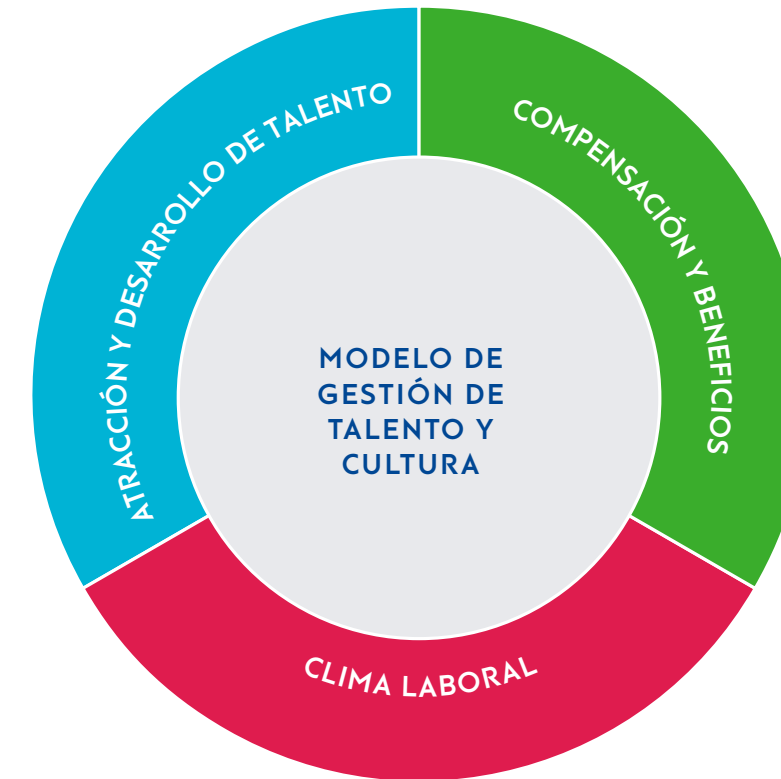 ATRACCIÓN Y DESARROLLO DE TALENTO
COMPENSACIÓN Y BENEFICIOS
MODELO DE
GESTIÓN DE
TALENTO Y
CULTURA
CLIMA LABORAL